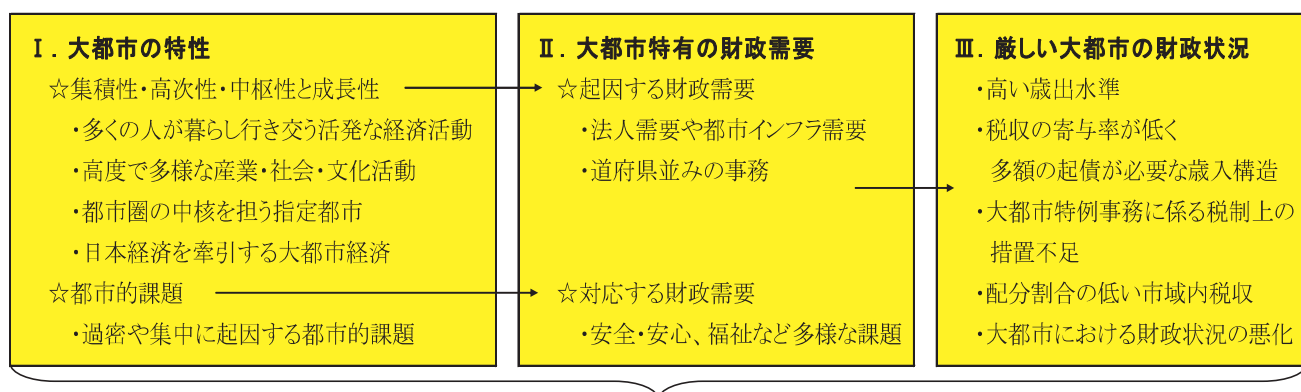 Ⅰ．大都市の特性
☆集積性・高次性・中枢性と成長性
・多くの人が暮らし行き交う活発な経済活動
・高度で多様な産業・社会・文化活動
・都市圏の中核を担う指定都市
・日本経済を牽引する大都市経済
☆都市的課題
・過密や集中に起因する都市的課題
Ⅱ．大都市特有の財政需要
☆起因する財政需要
・法人需要や都市インフラ需要
・道府県並みの事務
☆対応する財政需要
・安全・安心、福祉など多様な課題
Ⅲ．厳しい大都市の財政状況
・高い歳出水準
・税収の寄与率が低く
多額の起債が必要な歳入構造
・大都市特例事務に係る税制上の
措置不足
・配分割合の低い市域内税収
・大都市における財政状況の悪化